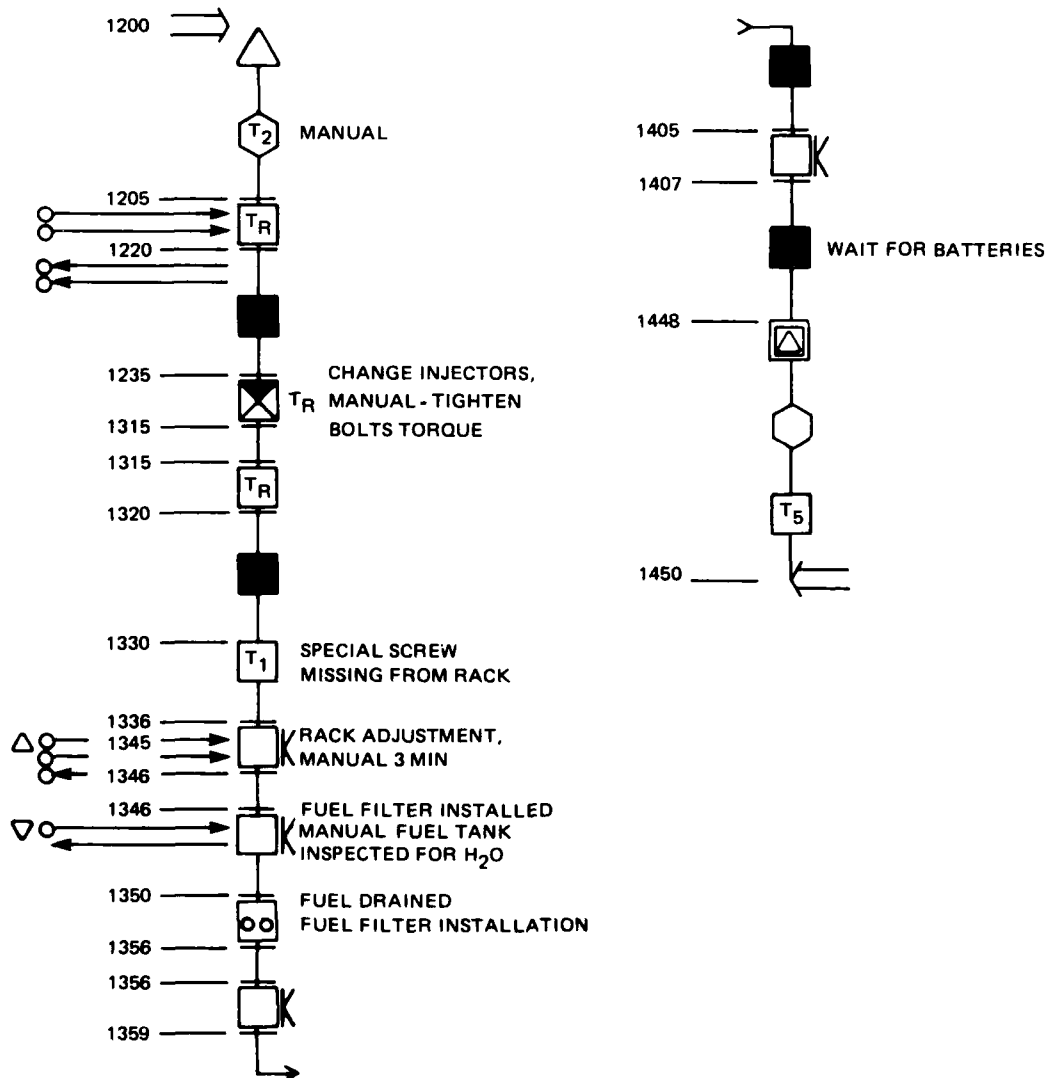 1200
T2 MANUAL
1205
TR
1220
1235
TR CHANGE INJECTORS,
MANUAL - TIGHTEN
BOLTS TORQUE
1315
1315
TR
1320
1330
T1 SPECIAL SCREW
MISSING FROM RACK
1336
1345
RACK ADJUSTMENT,
MANUAL 3 MIN
1346
1346
FUEL FILTER INSTALLED
MANUAL FUEL TANK
INSPECTED FOR H2O
1350
FUEL DRAINED
FUEL FILTER INSTALLATION
1356
1356
1359
1405
1407
WAIT FOR BATTERIES
1448
T5
1450